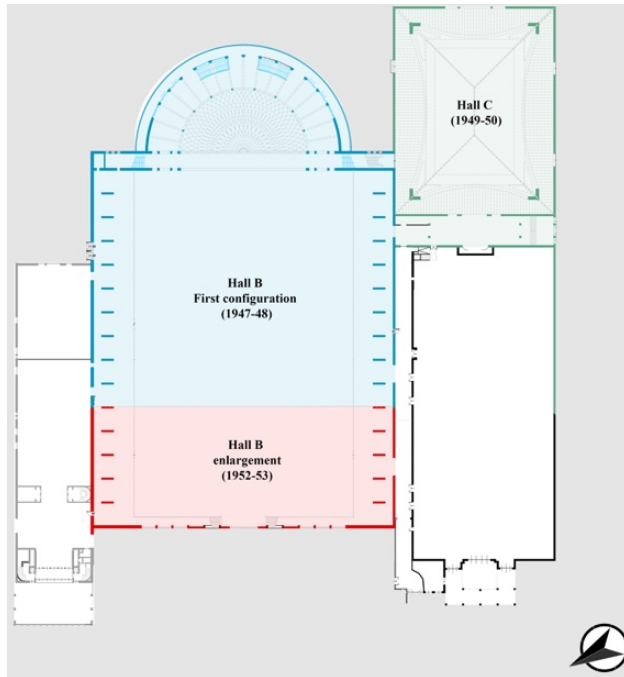 Hall C
(1949-50)
Hall B
First configuration
(1947-48)
Hall B
enlargement
(1952-53)